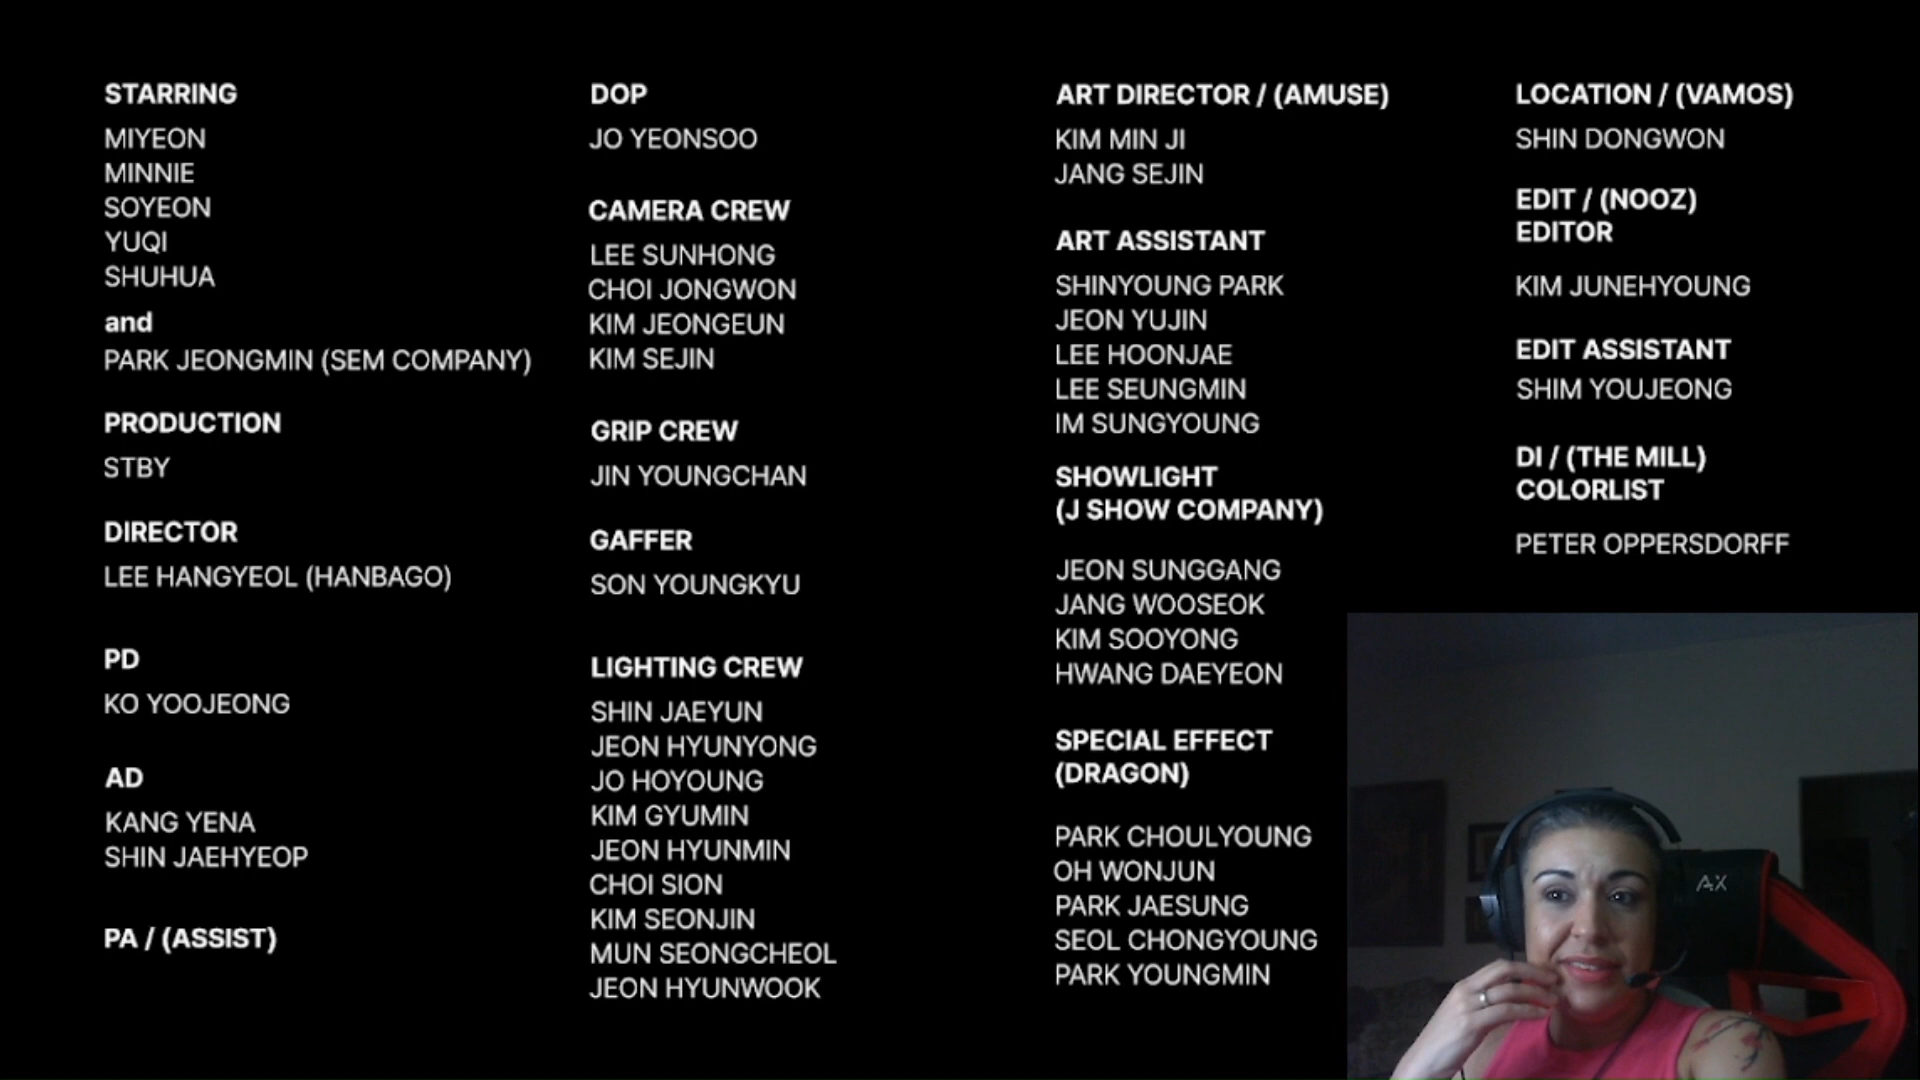 STARRING
MIYEON
MINNIE
SOYEON
YUQI
SHUHUA
and
PARK JEONGMIN (SEM COMPANY)
PRODUCTION
STBY
DIRECTOR
LEE HANGYEOL (HANBAGO)
PD
KO YOOJEONG
AD
KANG YENA
SHIN JAEHYEOP
PA / (ASSIST)
DOP
JO YEONSOO
CAMERA CREW
LEE SUNHONG
CHOI JONGWON
KIM JEONGEUN
KIM SEJIN
GRIP CREW
JIN YOUNGCHAN
GAFFER
SON YOUNGKYU
LIGHTING CREW
SHIN JAEYUN
JEON HYUNYONG
JO HOYOUNG
KIM GYUMIN
JEON HYUNMIN
CHOI SION
KIM SEONJIN
MUN SEONGCHEOL
JEON HYUNWOOK
ART DIRECTOR / (AMUSE)
KIM MIN JI
JANG SEJIN
ART ASSISTANT
SHINYOUNG PARK
JEON YUJIN
LEE HOONJAE
LEE SEUNGMIN
IM SUNGYOUNG
SHOWLIGHT
(J SHOW COMPANY)
JEON SUNGGANG
JANG WOOSEOK
KIM SOOYONG
HWANG DAEYEON
SPECIAL EFFECT
(DRAGON)
PARK CHOULYOUNG
OH WONJUN
PARK JAESUNG
SEOL CHONGYOUNG
PARK YOUNGMIN
LOCATION / (VAMOS)
SHIN DONGWON
EDIT / (NOOZ)
EDITOR
KIM JUNEHYOUNG
EDIT ASSISTANT
SHIM YOUJEONG
DI / (THE MILL)
COLORLIST
PETER OPPERSDORFF
AX